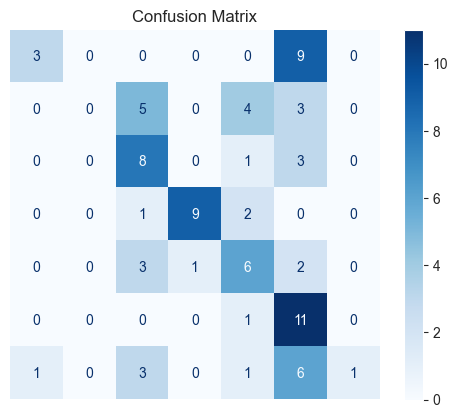 Confusion Matrix
3 0 0 0 0 9 0
0 0 5 0 4 3 0
0 0 8 0 1 3 0
0 0 1 9 2 0 0
0 0 3 1 6 2 0
0 0 0 0 1 11 0
1 0 3 0 1 6 1
10
8
6
4
2
0